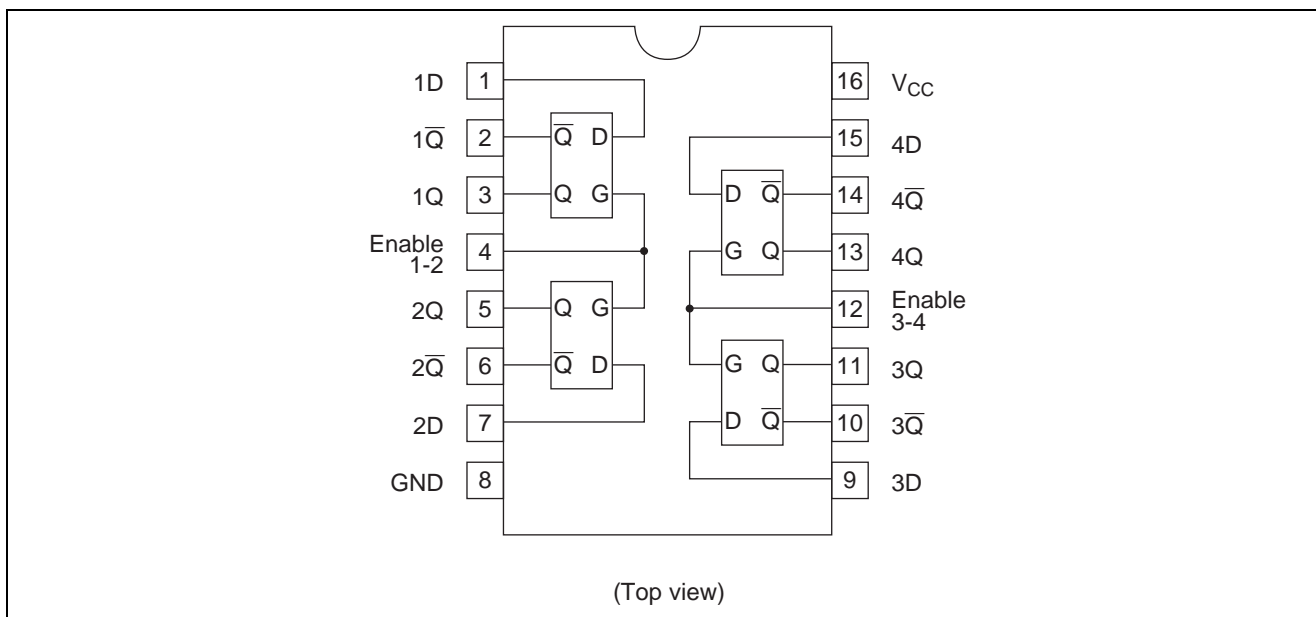 1D 1 16 VCC
1Q̅ 2 Q̅ D 15 4D
1Q 3 Q G D Q̅ 14 4Q̅
Enable
1-2 4 G Q 13 4Q
2Q 5 Q G 12 Enable
3-4
2Q̅ 6 Q̅ D G Q 11 3Q
2D 7 D Q̅ 10 3Q̅
GND 8 9 3D
(Top view)